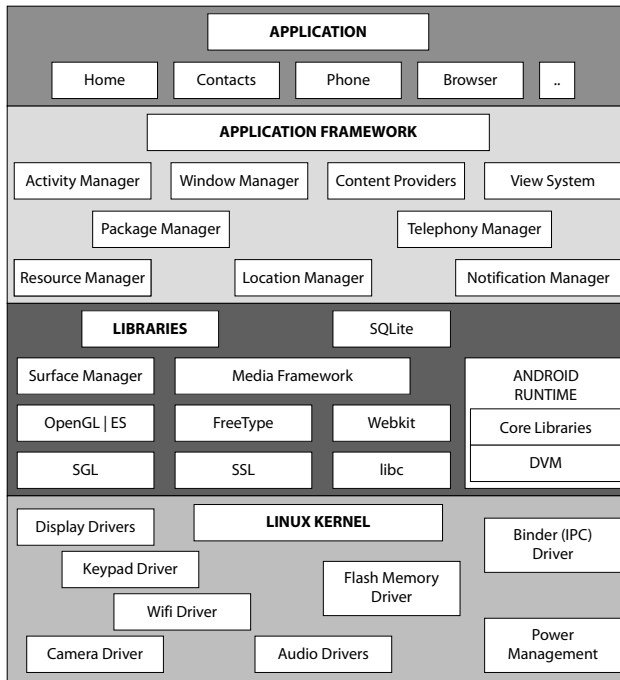 APPLICATION
Home
Contacts
Phone
Browser
..
APPLICATION FRAMEWORK
Activity Manager
Window Manager
Content Providers
View System
Package Manager
Telephony Manager
Resource Manager
Location Manager
Notification Manager
LIBRARIES
SQLite
Surface Manager
Media Framework
OpenGL | ES
FreeType
Webkit
SGL
SSL
libc
ANDROID
RUNTIME
Core Libraries
DVM
LINUX KERNEL
Display Drivers
Keypad Driver
Wifi Driver
Camera Driver
Audio Drivers
Flash Memory
Driver
Binder (IPC)
Driver
Power
Management